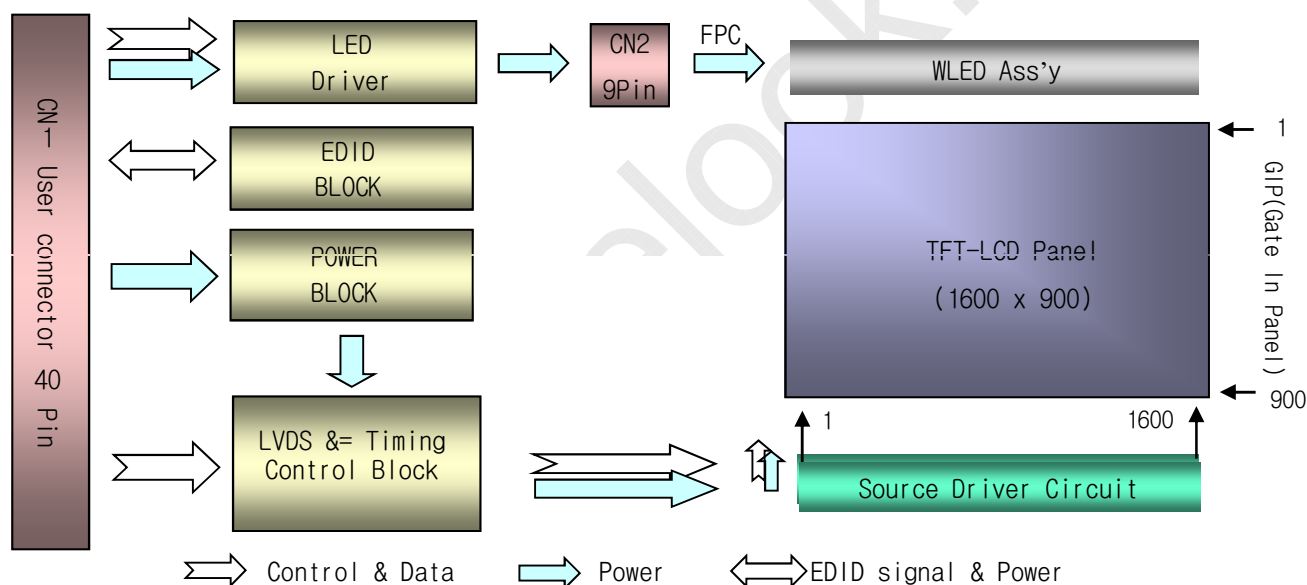 CN- User connector 40 Pin
LED
Driver
CN2
9Pin
FPC
WLED Ass'y
EDID
BLOCK
POWER
BLOCK
LVDS &= Timing
Control Block
TFT-LCD Panel
(1600 x 900)
1
GIP(Gate In Panel)
900
1
1600
Source Driver Circuit
Control & Data
Power
EDID signal & Power